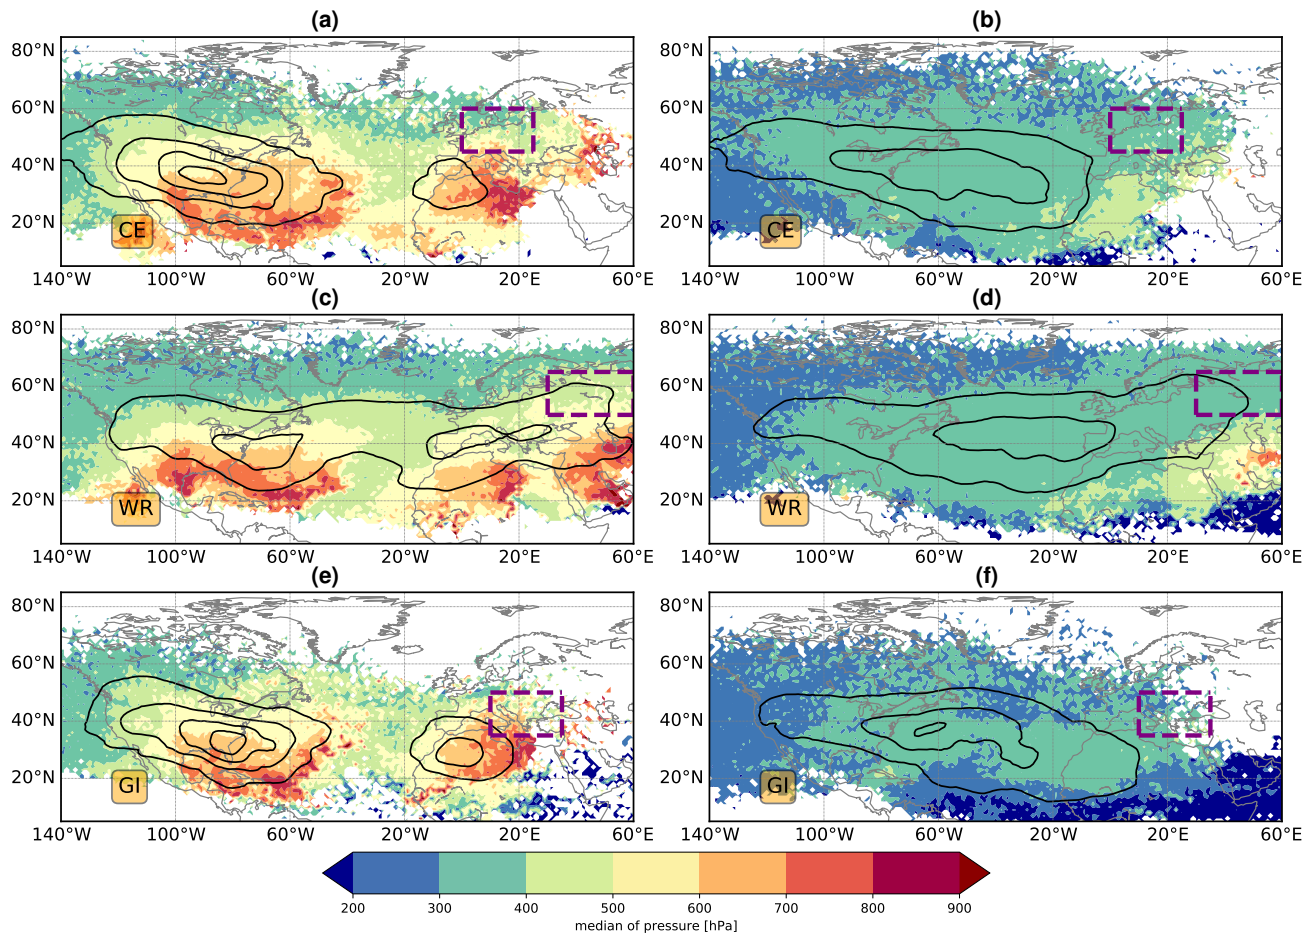 (a) (b)
80°N 80°N
60°N 60°N
40°N 40°N
20°N 20°N
CE CE
140°W 100°W 60°W 20°W 20°E 60°E 140°W 100°W 60°W 20°W 20°E 60°E
(c) (d)
80°N 80°N
60°N 60°N
40°N 40°N
20°N 20°N
WR WR
140°W 100°W 60°W 20°W 20°E 60°E 140°W 100°W 60°W 20°W 20°E 60°E
(e) (f)
80°N 80°N
60°N 60°N
40°N 40°N
20°N 20°N
GI GI
140°W 100°W 60°W 20°W 20°E 60°E 140°W 100°W 60°W 20°W 20°E 60°E
200 300 400 500 600 700 800 900
median of pressure [hPa]